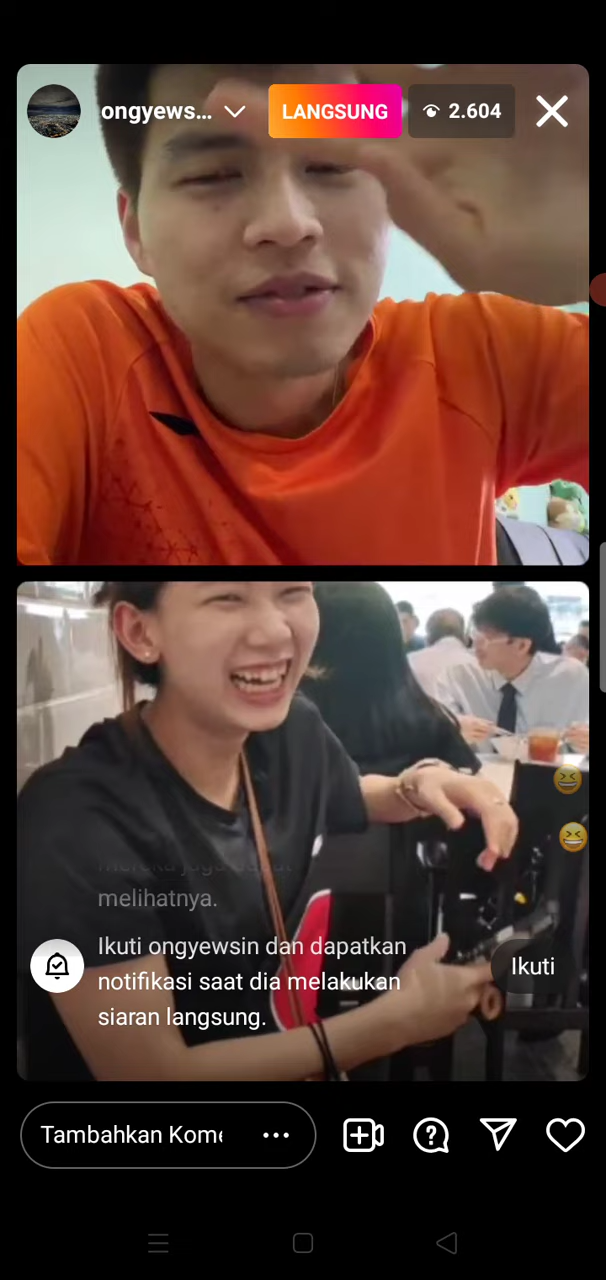 ongyews...
LANGSUNG
2.604
melihatnya.
Ikuti ongyewsin dan dapatkan
notifikasi saat dia melakukan
siaran langsung.
Ikuti
Tambahkan Kome